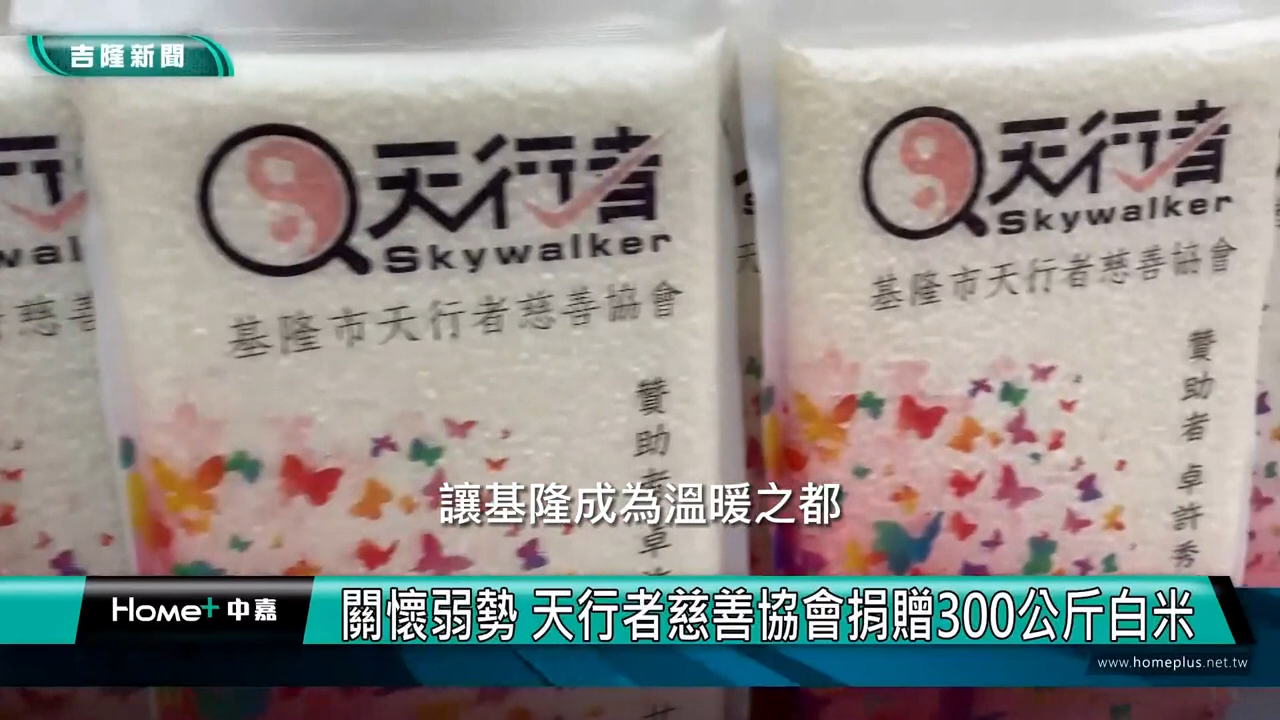 吉隆新聞
天行者
Skywalker
基隆市天行者慈善協會
贊助者
卓
天行者
Skywalker
基隆市天行者慈善協會
贊助者 卓許秀
讓基隆成為溫暖之都
Home+ 中嘉
關懷弱勢 天行者慈善協會捐贈300公斤白米
www.homeplus.net.tw